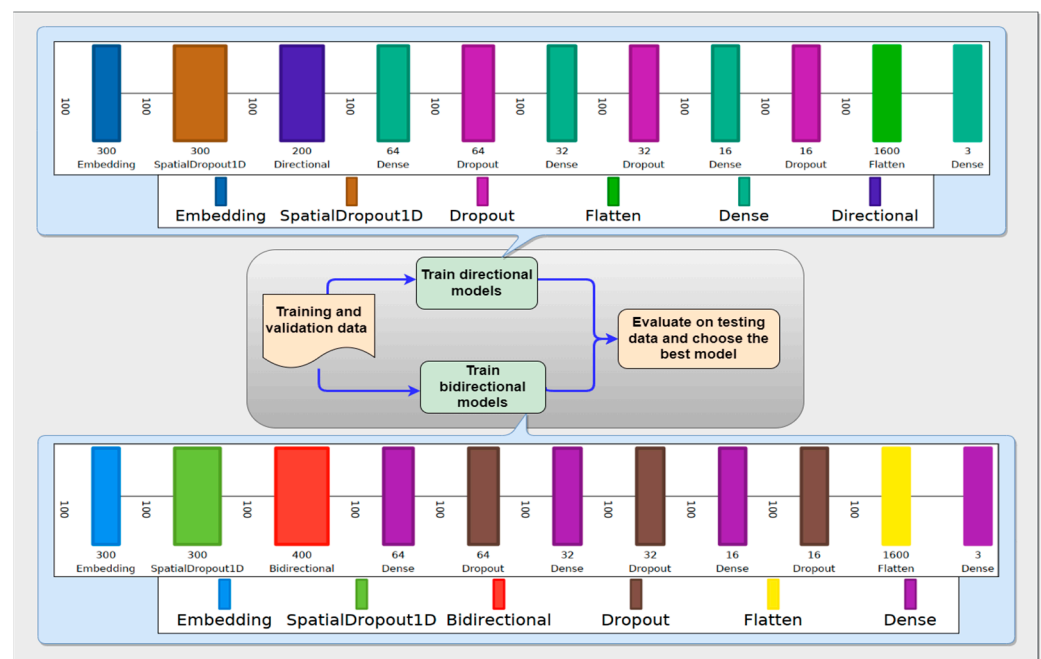 100 100 100 100 100 100 100 100 100 100
300 300 200 64 64 32 32 16 16 1600 3
Embedding SpatialDropout1D Directional Dense Dropout Dense Dropout Dense Dropout Flatten Dense
Embedding SpatialDropout1D Dropout Flatten Dense Directional
Train directional
models
Training and
validation data
Evaluate on testing
data and choose the
best model
Train
bidirectional
models
100 100 100 100 100 100 100 100 100 100
300 300 400 64 64 32 32 16 16 1600 3
Embedding SpatialDropout1D Bidirectional Dense Dropout Dense Dropout Dense Dropout Flatten Dense
Embedding SpatialDropout1D Bidirectional Dropout Flatten Dense